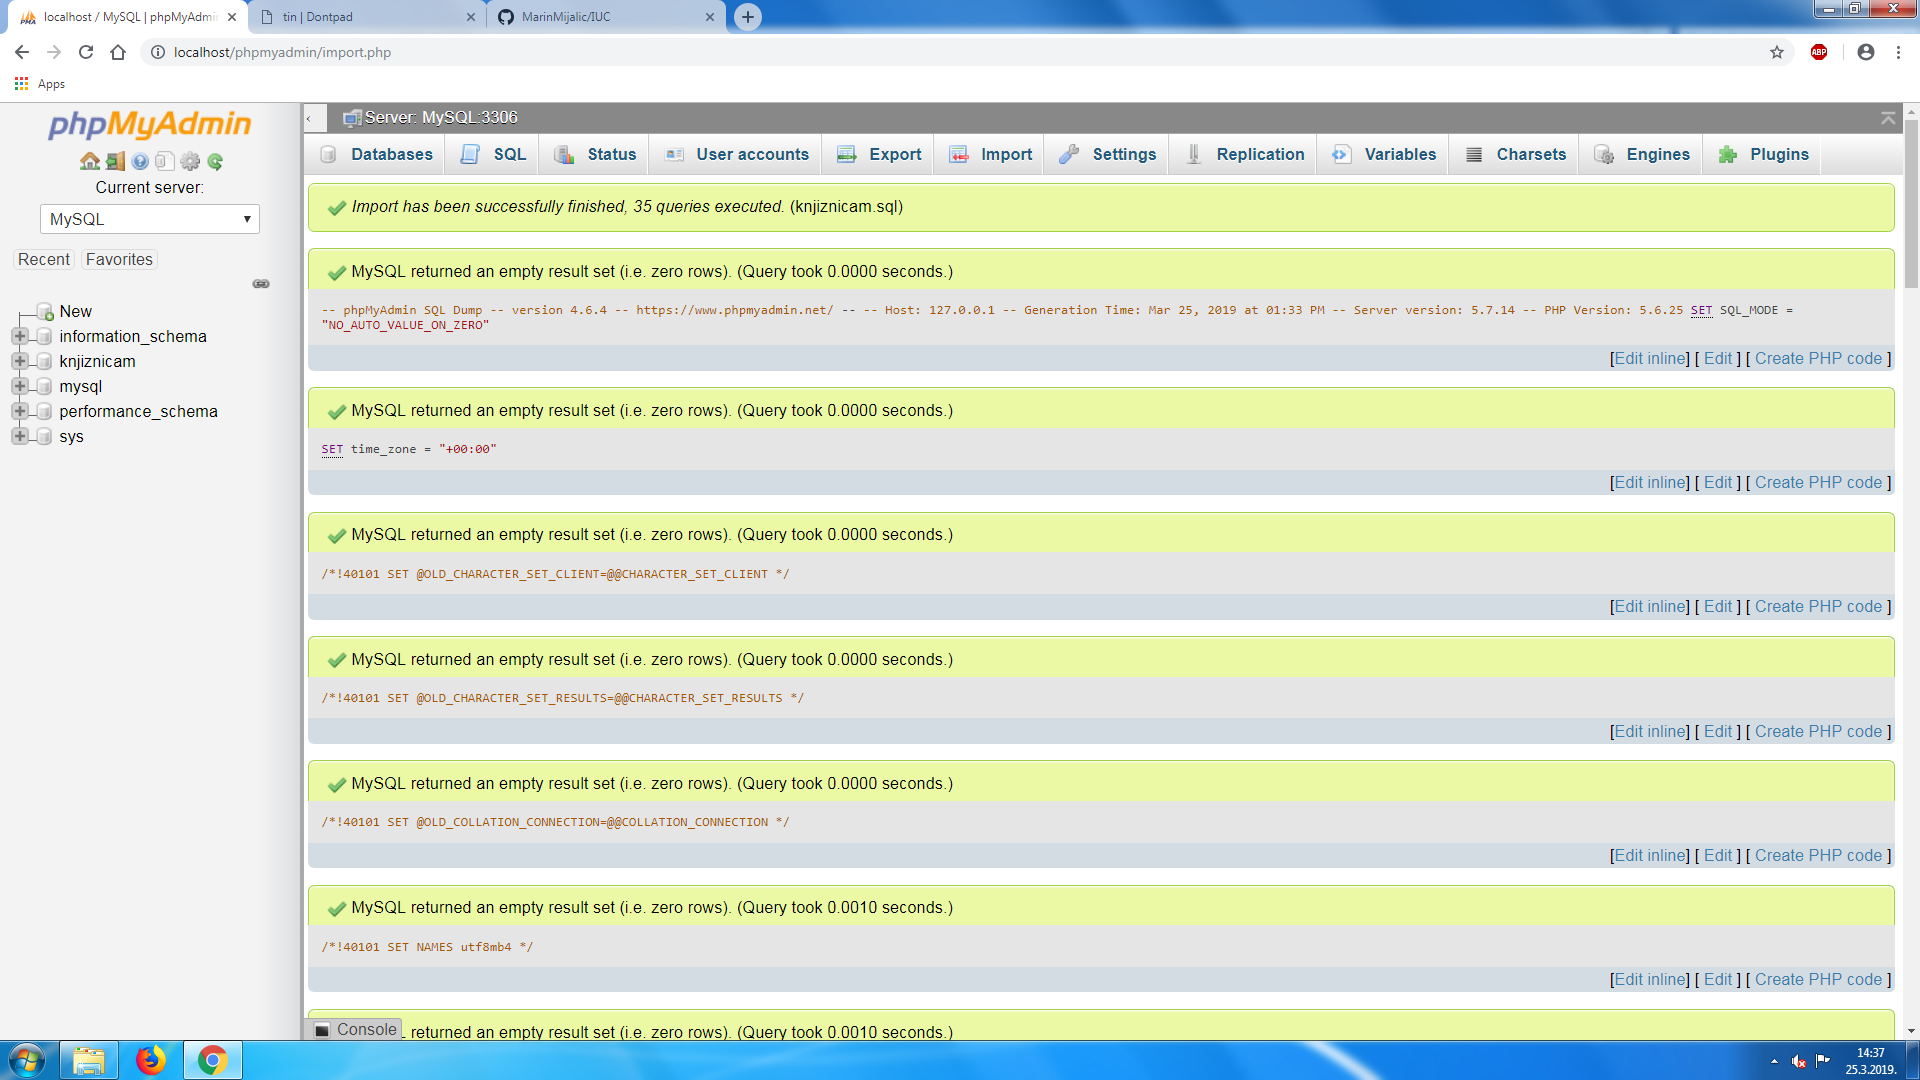 localhost / MySQL | phpMyAdmin
tin | Dontpad
MarinMijalic/IUC
localhost/phpmyadmin/import.php
ABP
Apps
phpMyAdmin
Current server:
MySQL
Recent Favorites
New
information_schema
knjiznicam
mysql
performance_schema
sys
Server: MySQL:3306
Databases SQL Status User accounts Export Import Settings Replication Variables Charsets Engines Plugins
Import has been successfully finished, 35 queries executed. (knjiznicam.sql)
MySQL returned an empty result set (i.e. zero rows). (Query took 0.0000 seconds.)
-- phpMyAdmin SQL Dump -- version 4.6.4 -- https://www.phpmyadmin.net/ -- -- Host: 127.0.0.1 -- Generation Time: Mar 25, 2019 at 01:33 PM -- Server version: 5.7.14 -- PHP Version: 5.6.25 SET SQL_MODE =
"NO_AUTO_VALUE_ON_ZERO"
[Edit inline] [ Edit ] [ Create PHP code ]
MySQL returned an empty result set (i.e. zero rows). (Query took 0.0000 seconds.)
SET time_zone = "+00:00"
[Edit inline] [ Edit ] [ Create PHP code ]
MySQL returned an empty result set (i.e. zero rows). (Query took 0.0000 seconds.)
/*!40101 SET @OLD_CHARACTER_SET_CLIENT=@@CHARACTER_SET_CLIENT */
[Edit inline] [ Edit ] [ Create PHP code ]
MySQL returned an empty result set (i.e. zero rows). (Query took 0.0000 seconds.)
/*!40101 SET @OLD_CHARACTER_SET_RESULTS=@@CHARACTER_SET_RESULTS */
[Edit inline] [ Edit ] [ Create PHP code ]
MySQL returned an empty result set (i.e. zero rows). (Query took 0.0000 seconds.)
/*!40101 SET @OLD_COLLATION_CONNECTION=@@COLLATION_CONNECTION */
[Edit inline] [ Edit ] [ Create PHP code ]
MySQL returned an empty result set (i.e. zero rows). (Query took 0.0010 seconds.)
/*!40101 SET NAMES utf8mb4 */
[Edit inline] [ Edit ] [ Create PHP code ]
Console
returned an empty result set (i.e. zero rows). (Query took 0.0010 seconds.)
14:37
25.3.2019.